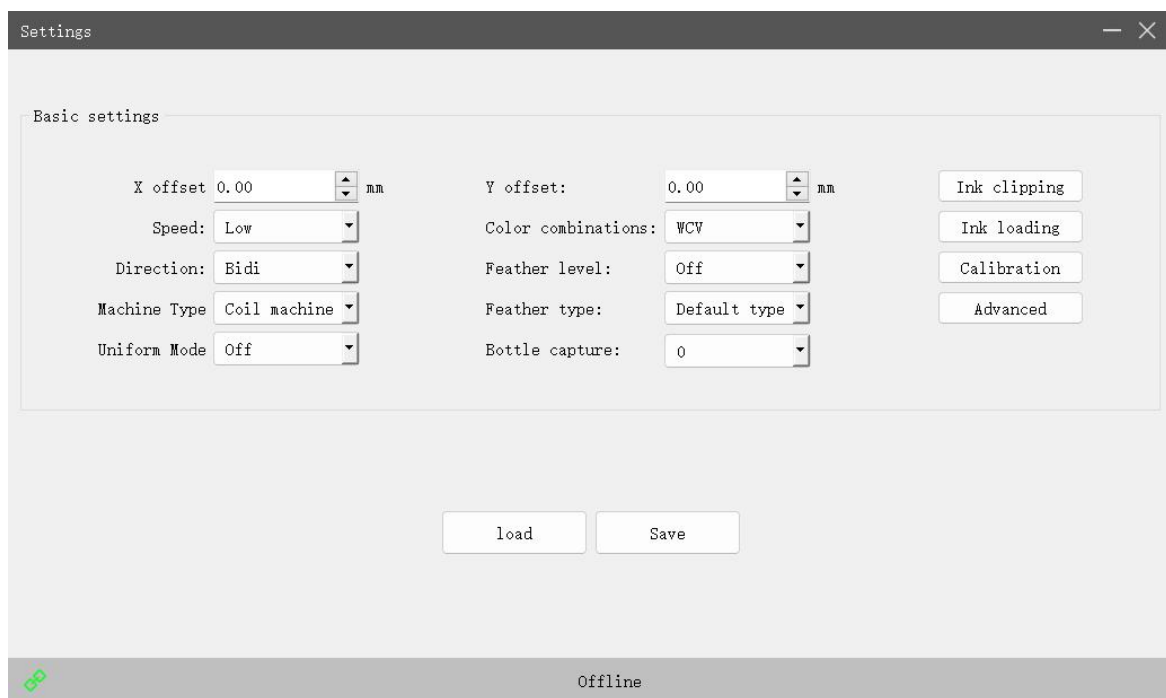 Settings
Basic settings
X offset 0.00 mm Y offset: 0.00 mm Ink clipping
Speed: Low Color combinations: WCV Ink loading
Direction: Bidi Feather level: Off Calibration
Machine Type Coil machine Feather type: Default type Advanced
Uniform Mode Off Bottle capture: 0
load Save
Offline